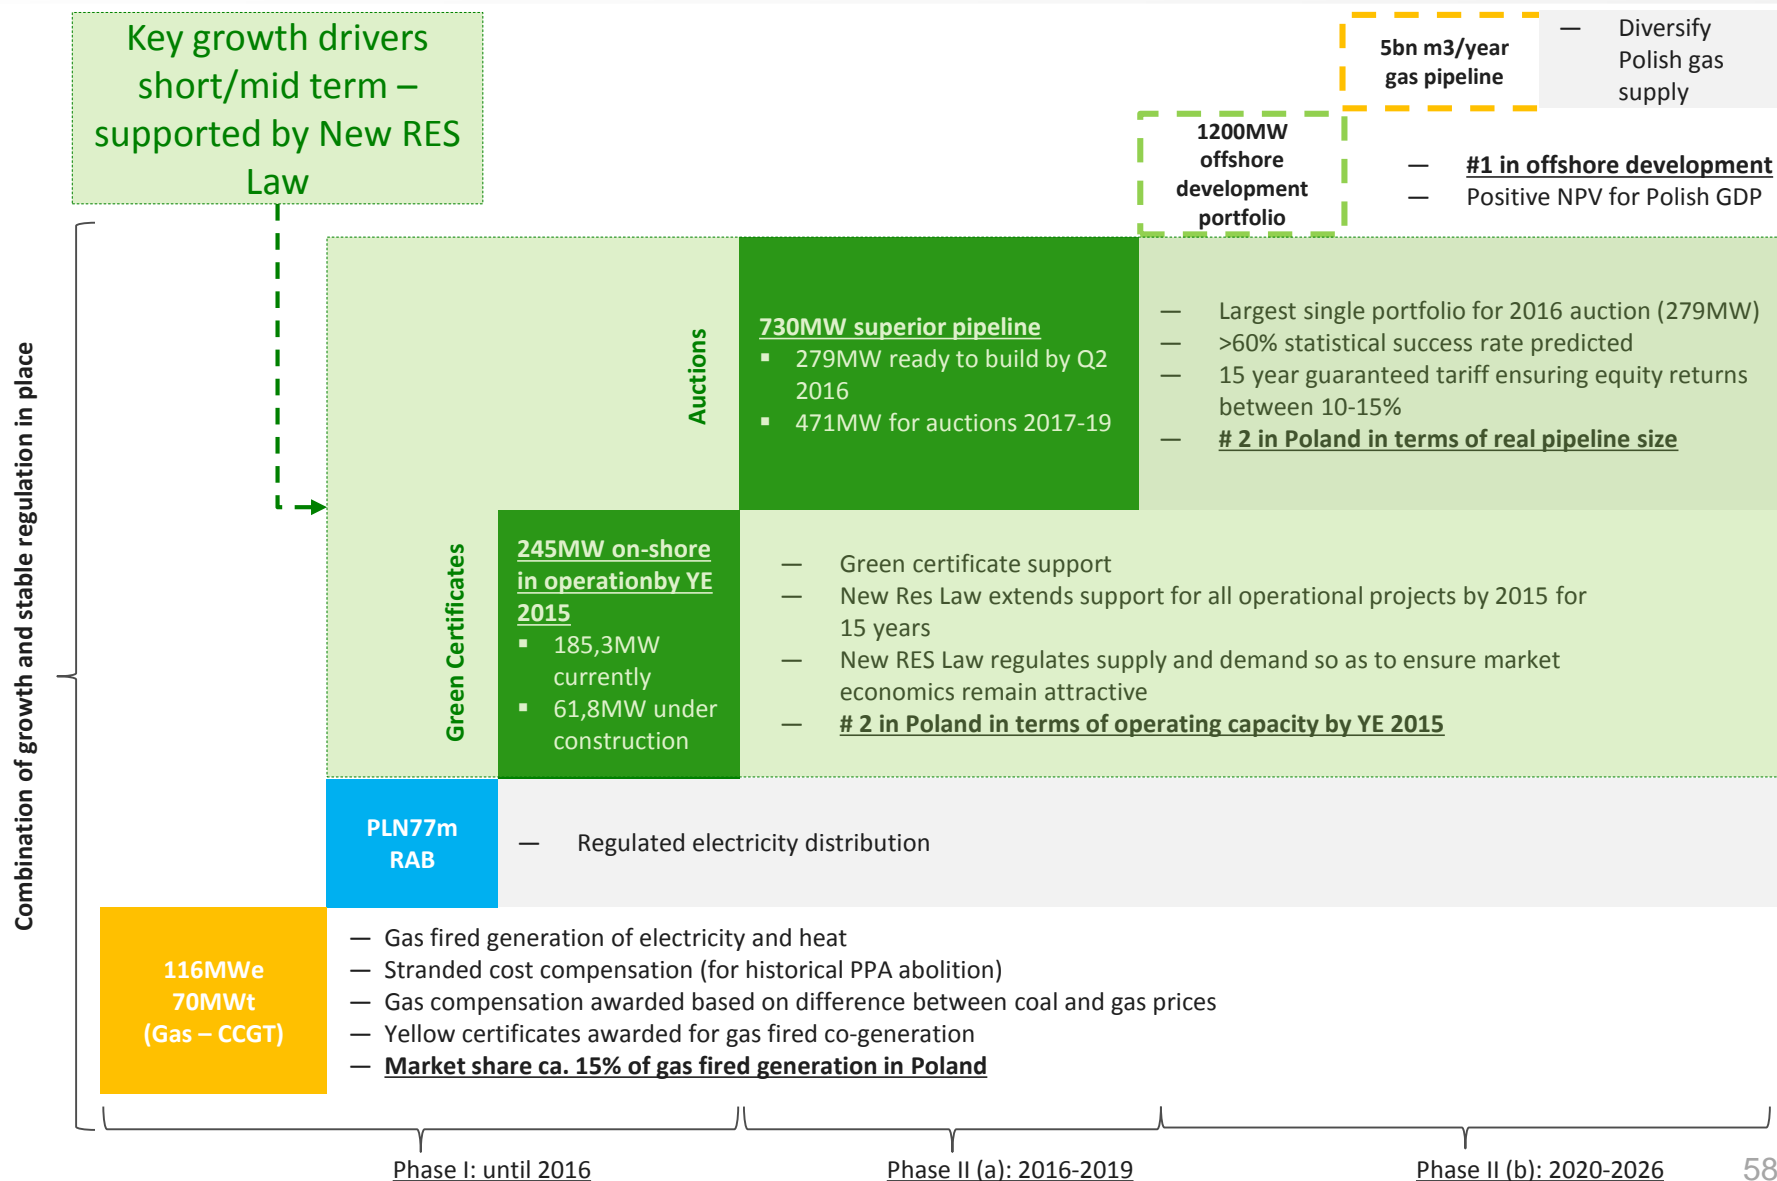 Key growth drivers
short/mid term –
supported by New RES
Law
5bn m3/year
gas pipeline
— Diversify
Polish gas
supply
1200MW
offshore
development
portfolio
— #1 in offshore development
— Positive NPV for Polish GDP
Combination of growth and stable regulation in place
Auctions
730MW superior pipeline
▪ 279MW ready to build by Q2
2016
▪ 471MW for auctions 2017-19
— Largest single portfolio for 2016 auction (279MW)
— >60% statistical success rate predicted
— 15 year guaranteed tariff ensuring equity returns
between 10-15%
— # 2 in Poland in terms of real pipeline size
Green Certificates
245MW on-shore
in operationby YE
2015
▪ 185,3MW
currently
▪ 61,8MW under
construction
— Green certificate support
— New Res Law extends support for all operational projects by 2015 for
15 years
— New RES Law regulates supply and demand so as to ensure market
economics remain attractive
— # 2 in Poland in terms of operating capacity by YE 2015
PLN77m
RAB
— Regulated electricity distribution
116MWe
70MWt
(Gas – CCGT)
— Gas fired generation of electricity and heat
— Stranded cost compensation (for historical PPA abolition)
— Gas compensation awarded based on difference between coal and gas prices
— Yellow certificates awarded for gas fired co-generation
— Market share ca. 15% of gas fired generation in Poland
Phase I: until 2016
Phase II (a): 2016-2019
Phase II (b): 2020-2026
58